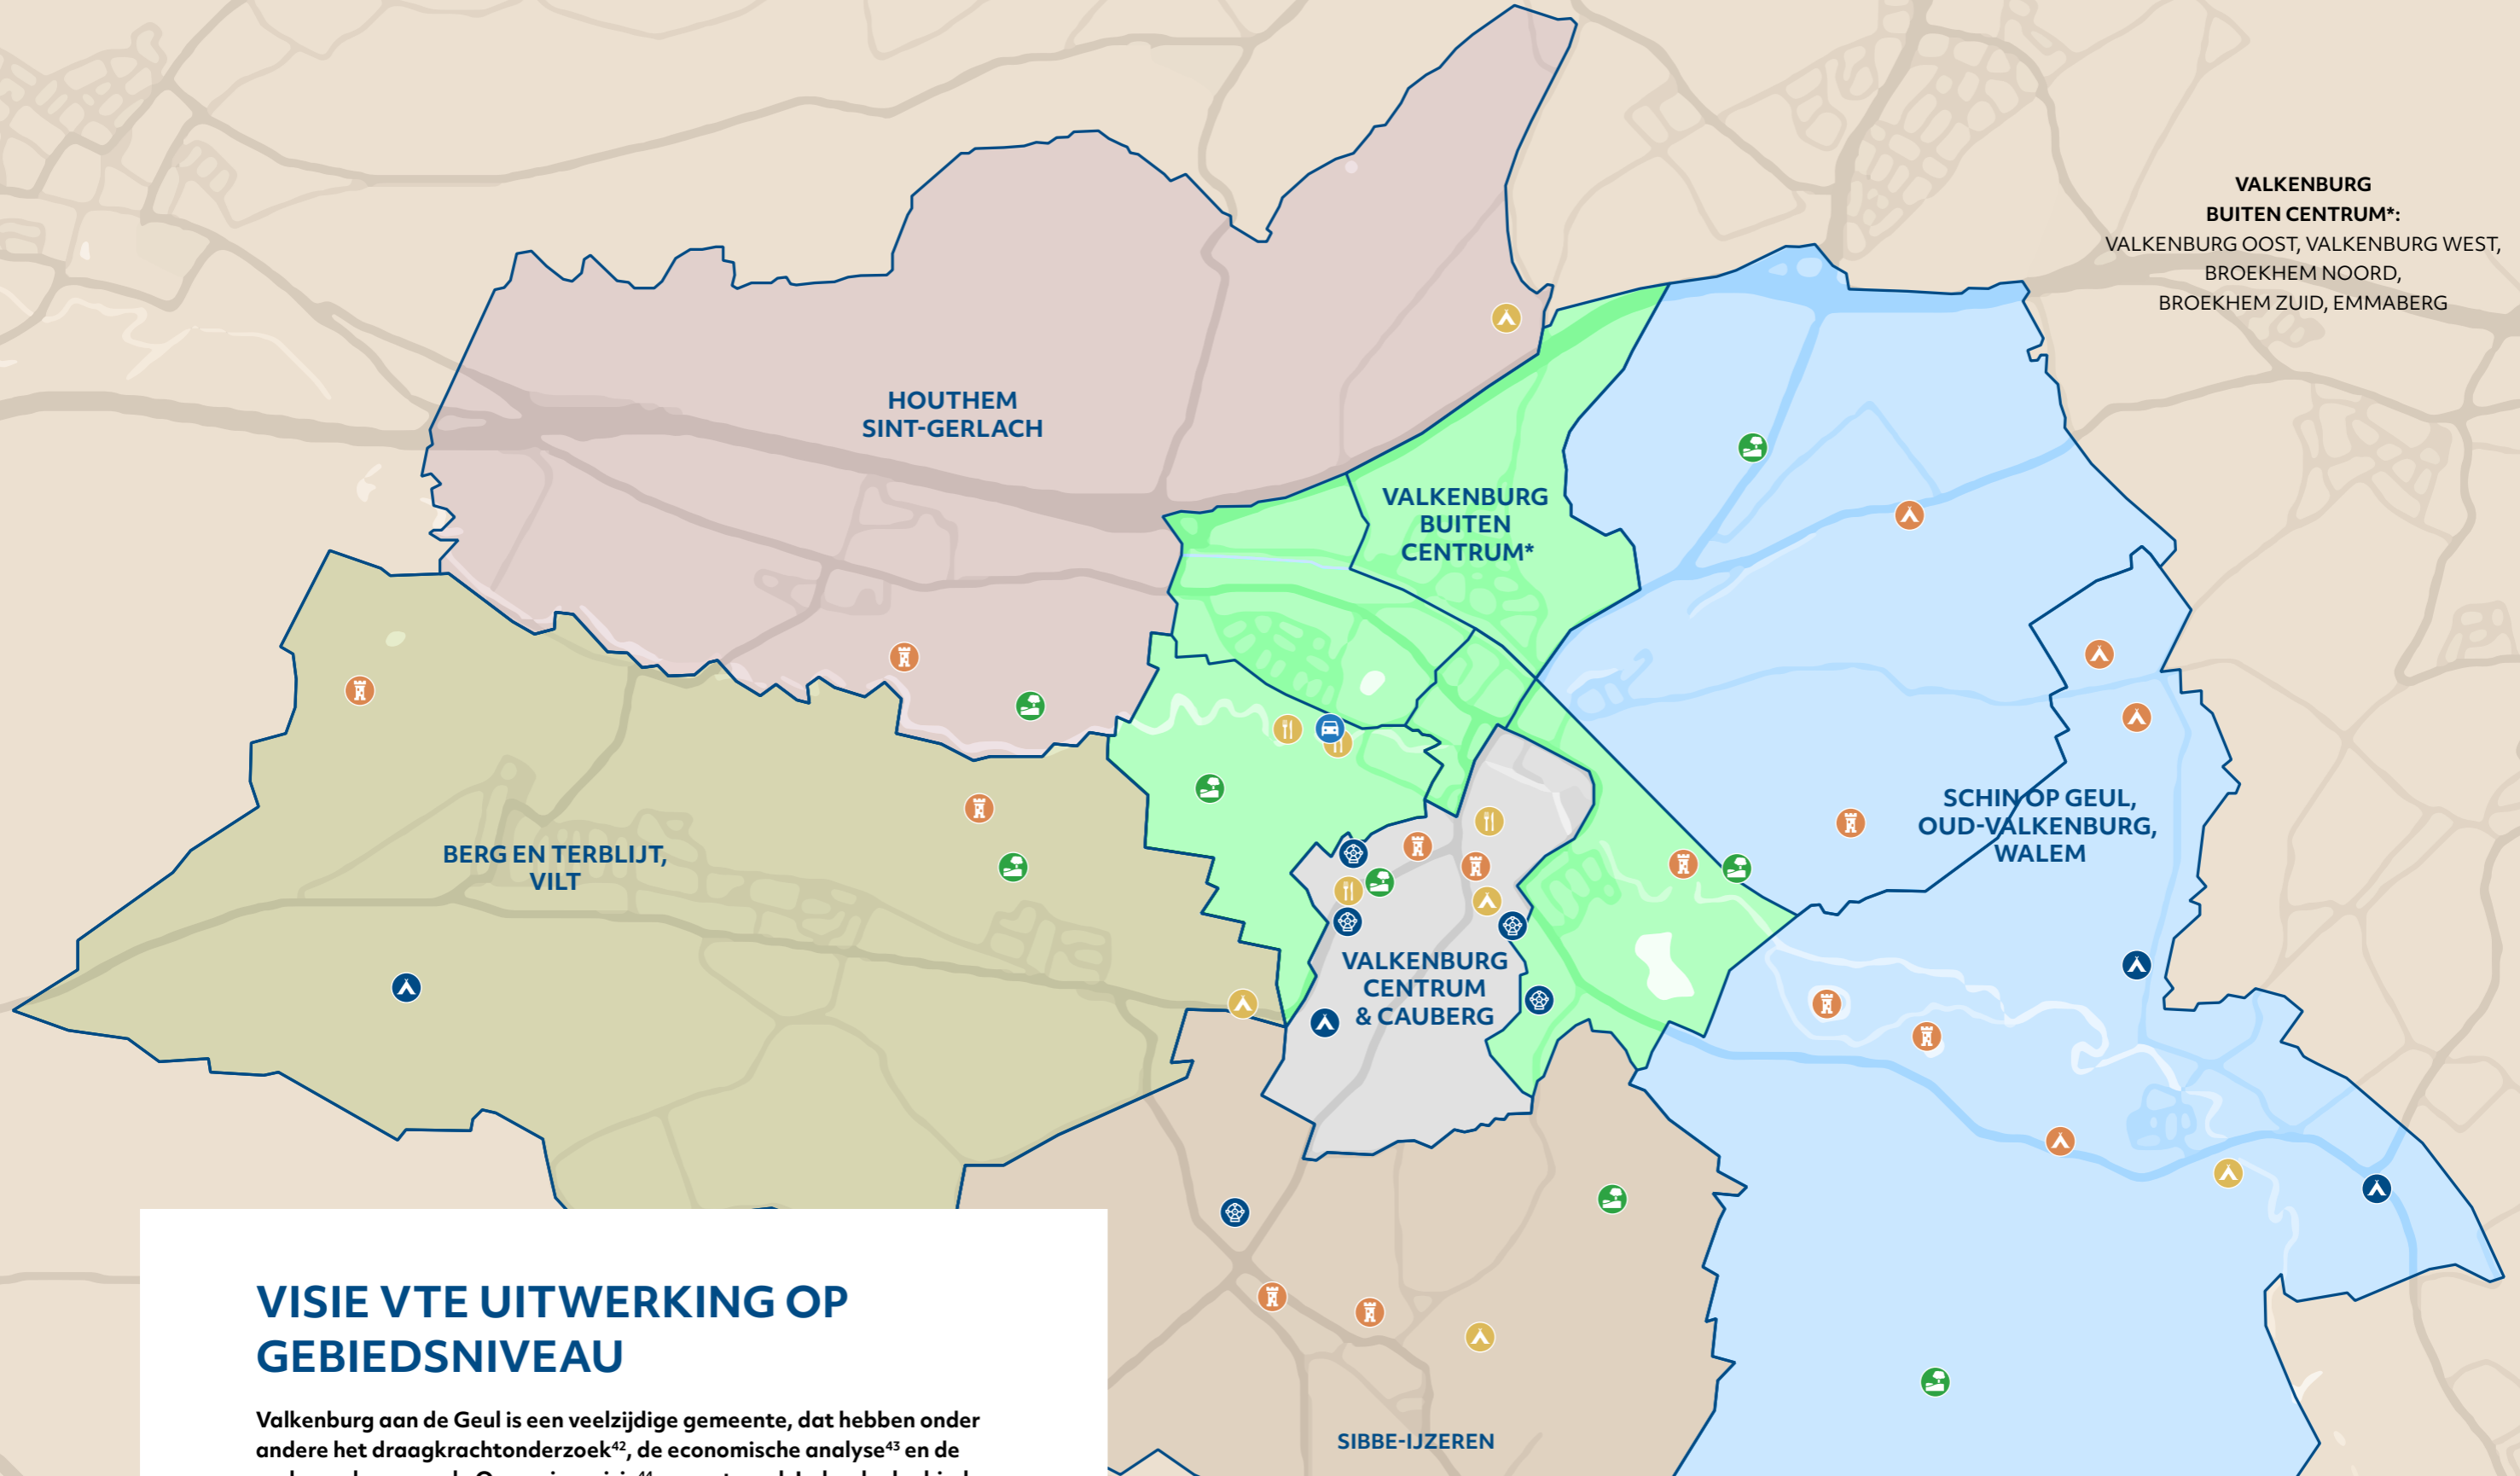 VALKENBURG
BUITEN CENTRUM*:
VALKENBURG OOST, VALKENBURG WEST,
BROEKHEM NOORD,
BROEKHEM ZUID, EMMABERG
HOUTHEM
SINT-GERLACH
VALKENBURG
BUITEN
CENTRUM*
SCHIN OP GEUL,
OUD-VALKENBURG,
WALEM
BERG EN TERBLIJT,
VILT
VALKENBURG
CENTRUM
& CAUBERG
SIBBE-IJZEREN
VISIE VTE UITWERKING OP
GEBIEDSNIVEAU
Valkenburg aan de Geul is een veelzijdige gemeente, dat hebben onder
andere het draagkrachtonderzoek⁴², de economische analyse⁴³ en de